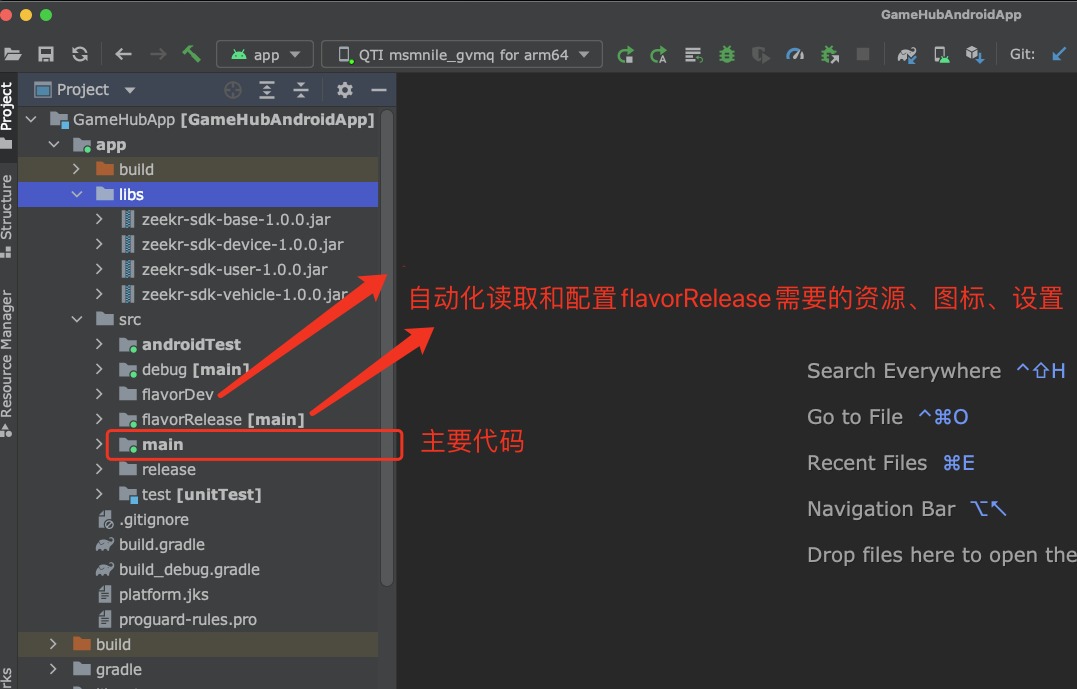 GameHubAndroidApp
app
QTI msmnile_gvmq for arm64
Git:
Project
Project
GameHubApp [GameHubAndroidApp]
app
build
libs
Structure
zeekr-sdk-base-1.0.0.jar
zeekr-sdk-device-1.0.0.jar
zeekr-sdk-user-1.0.0.jar
zeekr-sdk-vehicle-1.0.0.jar
自动化读取和配置flavorRelease需要的资源、图标、设置
src
Resource Manager
androidTest
debug [main]
Search Everywhere ^⇧H
flavorDev
flavorRelease [main]
Go to File ^⌘O
main
主要代码
release
Recent Files ⌘E
test [unitTest]
.gitignore
Navigation Bar ⌥↖
build.gradle
Drop files here to open the
build_debug.gradle
platform.jks
proguard-rules.pro
build
gradle
rks